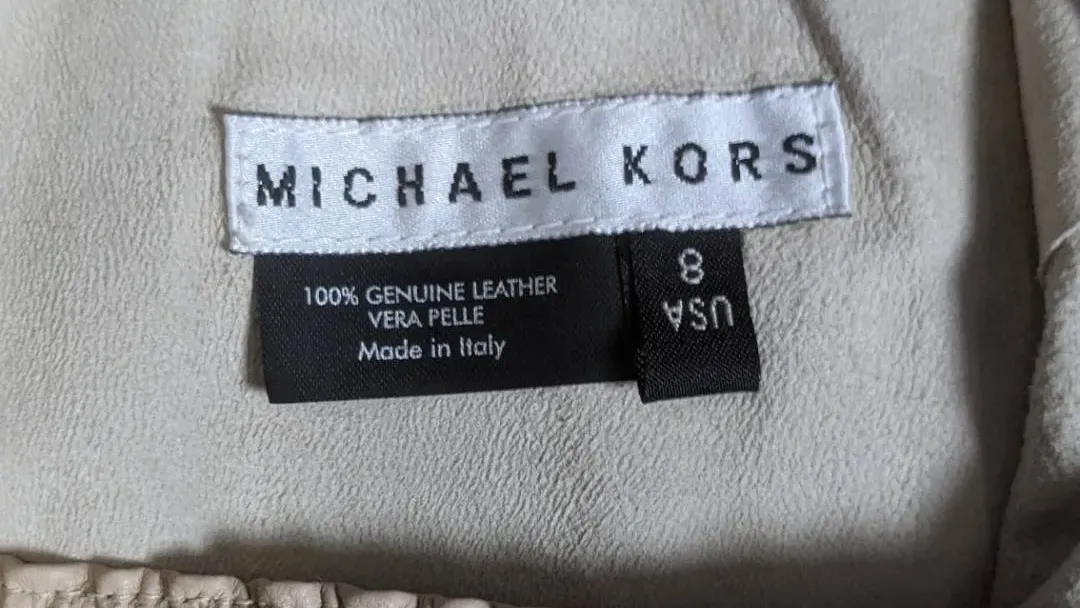 MICHAEL KORS
100% GENUINE LEATHER
VERA PELLE
Made in Italy
USA
8